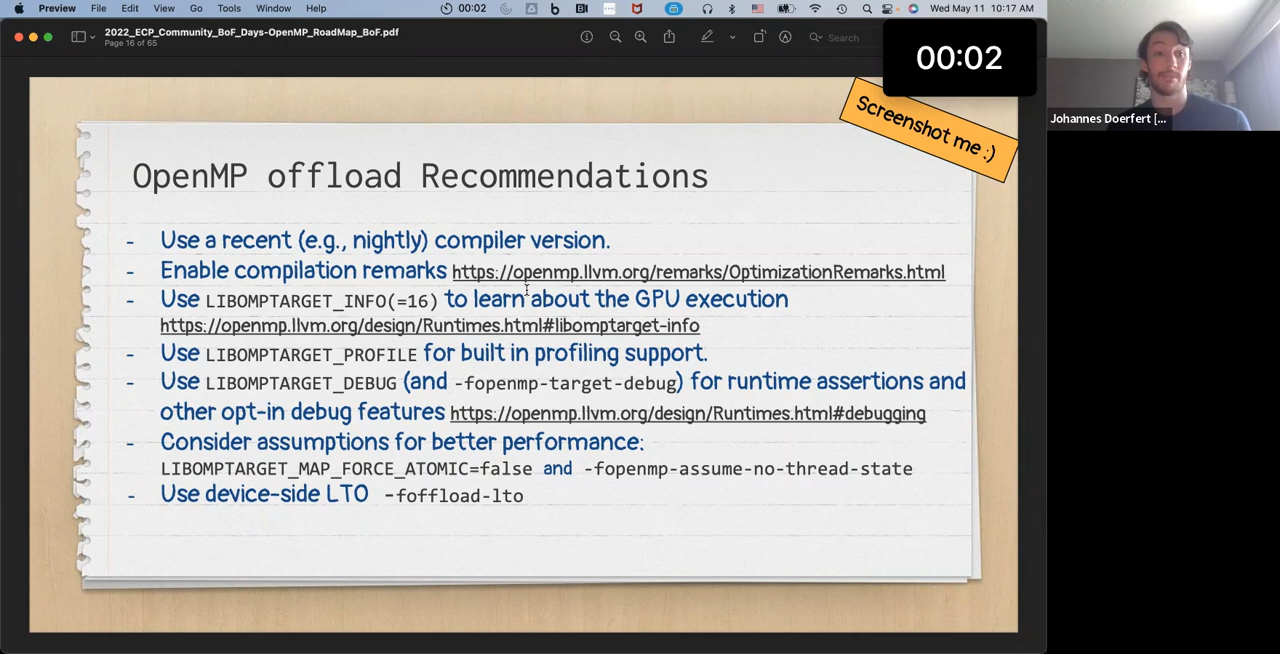 Preview File Edit View Go Tools Window Help 00:02 Wed May 11 10:17 AM
2022_ECP_Community_BoF_Days-OpenMP_RoadMap_BoF.pdf
Page 16 of 65
Search
00:02
Johannes Doerfert [...
Screenshot me :)
OpenMP offload Recommendations
- Use a recent (e.g., nightly) compiler version.
- Enable compilation remarks https://openmp.llvm.org/remarks/OptimizationRemarks.html
- Use LIBOMPTARGET_INFO(=16) to learn about the GPU execution
https://openmp.llvm.org/design/Runtimes.html#libomptarget-info
- Use LIBOMPTARGET_PROFILE for built in profiling support.
- Use LIBOMPTARGET_DEBUG (and -fopenmp-target-debug) for runtime assertions and
other opt-in debug features https://openmp.llvm.org/design/Runtimes.html#debugging
- Consider assumptions for better performance:
LIBOMPTARGET_MAP_FORCE_ATOMIC=false and -fopenmp-assume-no-thread-state
- Use device-side LTO -foffload-lto